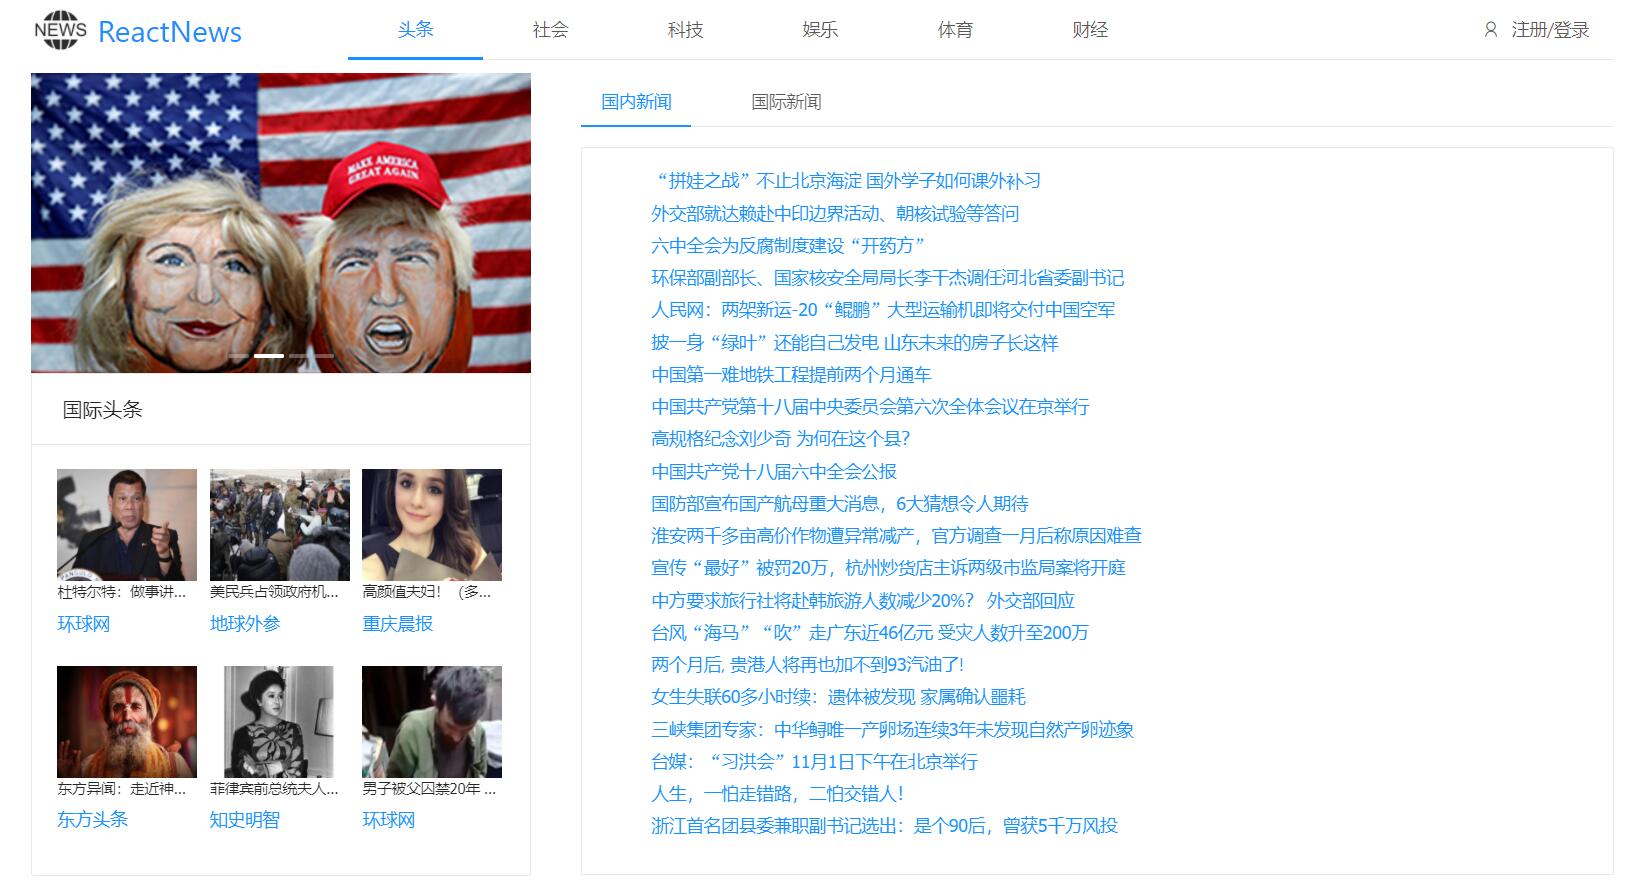 NEWS ReactNews 头条 社会 科技 娱乐 体育 财经 注册/登录
MAKE AMERICA
GREAT AGAIN
国际头条
杜特尔特：做事讲... 美民兵占领政府机... 高颜值夫妇！（多...
环球网 地球外参 重庆晨报
东方异闻：走近神... 菲律宾前总统夫人... 男子被父囚禁20年 ...
东方头条 知史明智 环球网
国内新闻 国际新闻
“拼娃之战”不止北京海淀 国外学子如何课外补习
外交部就达赖赴中印边界活动、朝核试验等答问
六中全会为反腐制度建设“开药方”
环保部副部长、国家核安全局局长李干杰调任河北省委副书记
人民网：两架新运-20“鲲鹏”大型运输机即将交付中国空军
披一身“绿叶”还能自己发电 山东未来的房子长这样
中国第一难地铁工程提前两个月通车
中国共产党第十八届中央委员会第六次全体会议在京举行
高规格纪念刘少奇 为何在这个县？
中国共产党十八届六中全会公报
国防部宣布国产航母重大消息，6大猜想令人期待
淮安两千多亩高价作物遭异常减产，官方调查一月后称原因难查
宣传“最好”被罚20万，杭州炒货店主诉两级市监局案将开庭
中方要求旅行社将赴韩旅游人数减少20%？ 外交部回应
台风“海马”“吹”走广东近46亿元 受灾人数升至200万
两个月后, 贵港人将再也加不到93汽油了!
女生失联60多小时续：遗体被发现 家属确认噩耗
三峡集团专家：中华鲟唯一产卵场连续3年未发现自然产卵迹象
台媒：“习洪会”11月1日下午在北京举行
人生，一怕走错路，二怕交错人！
浙江首名团县委兼职副书记选出：是个90后，曾获5千万风投